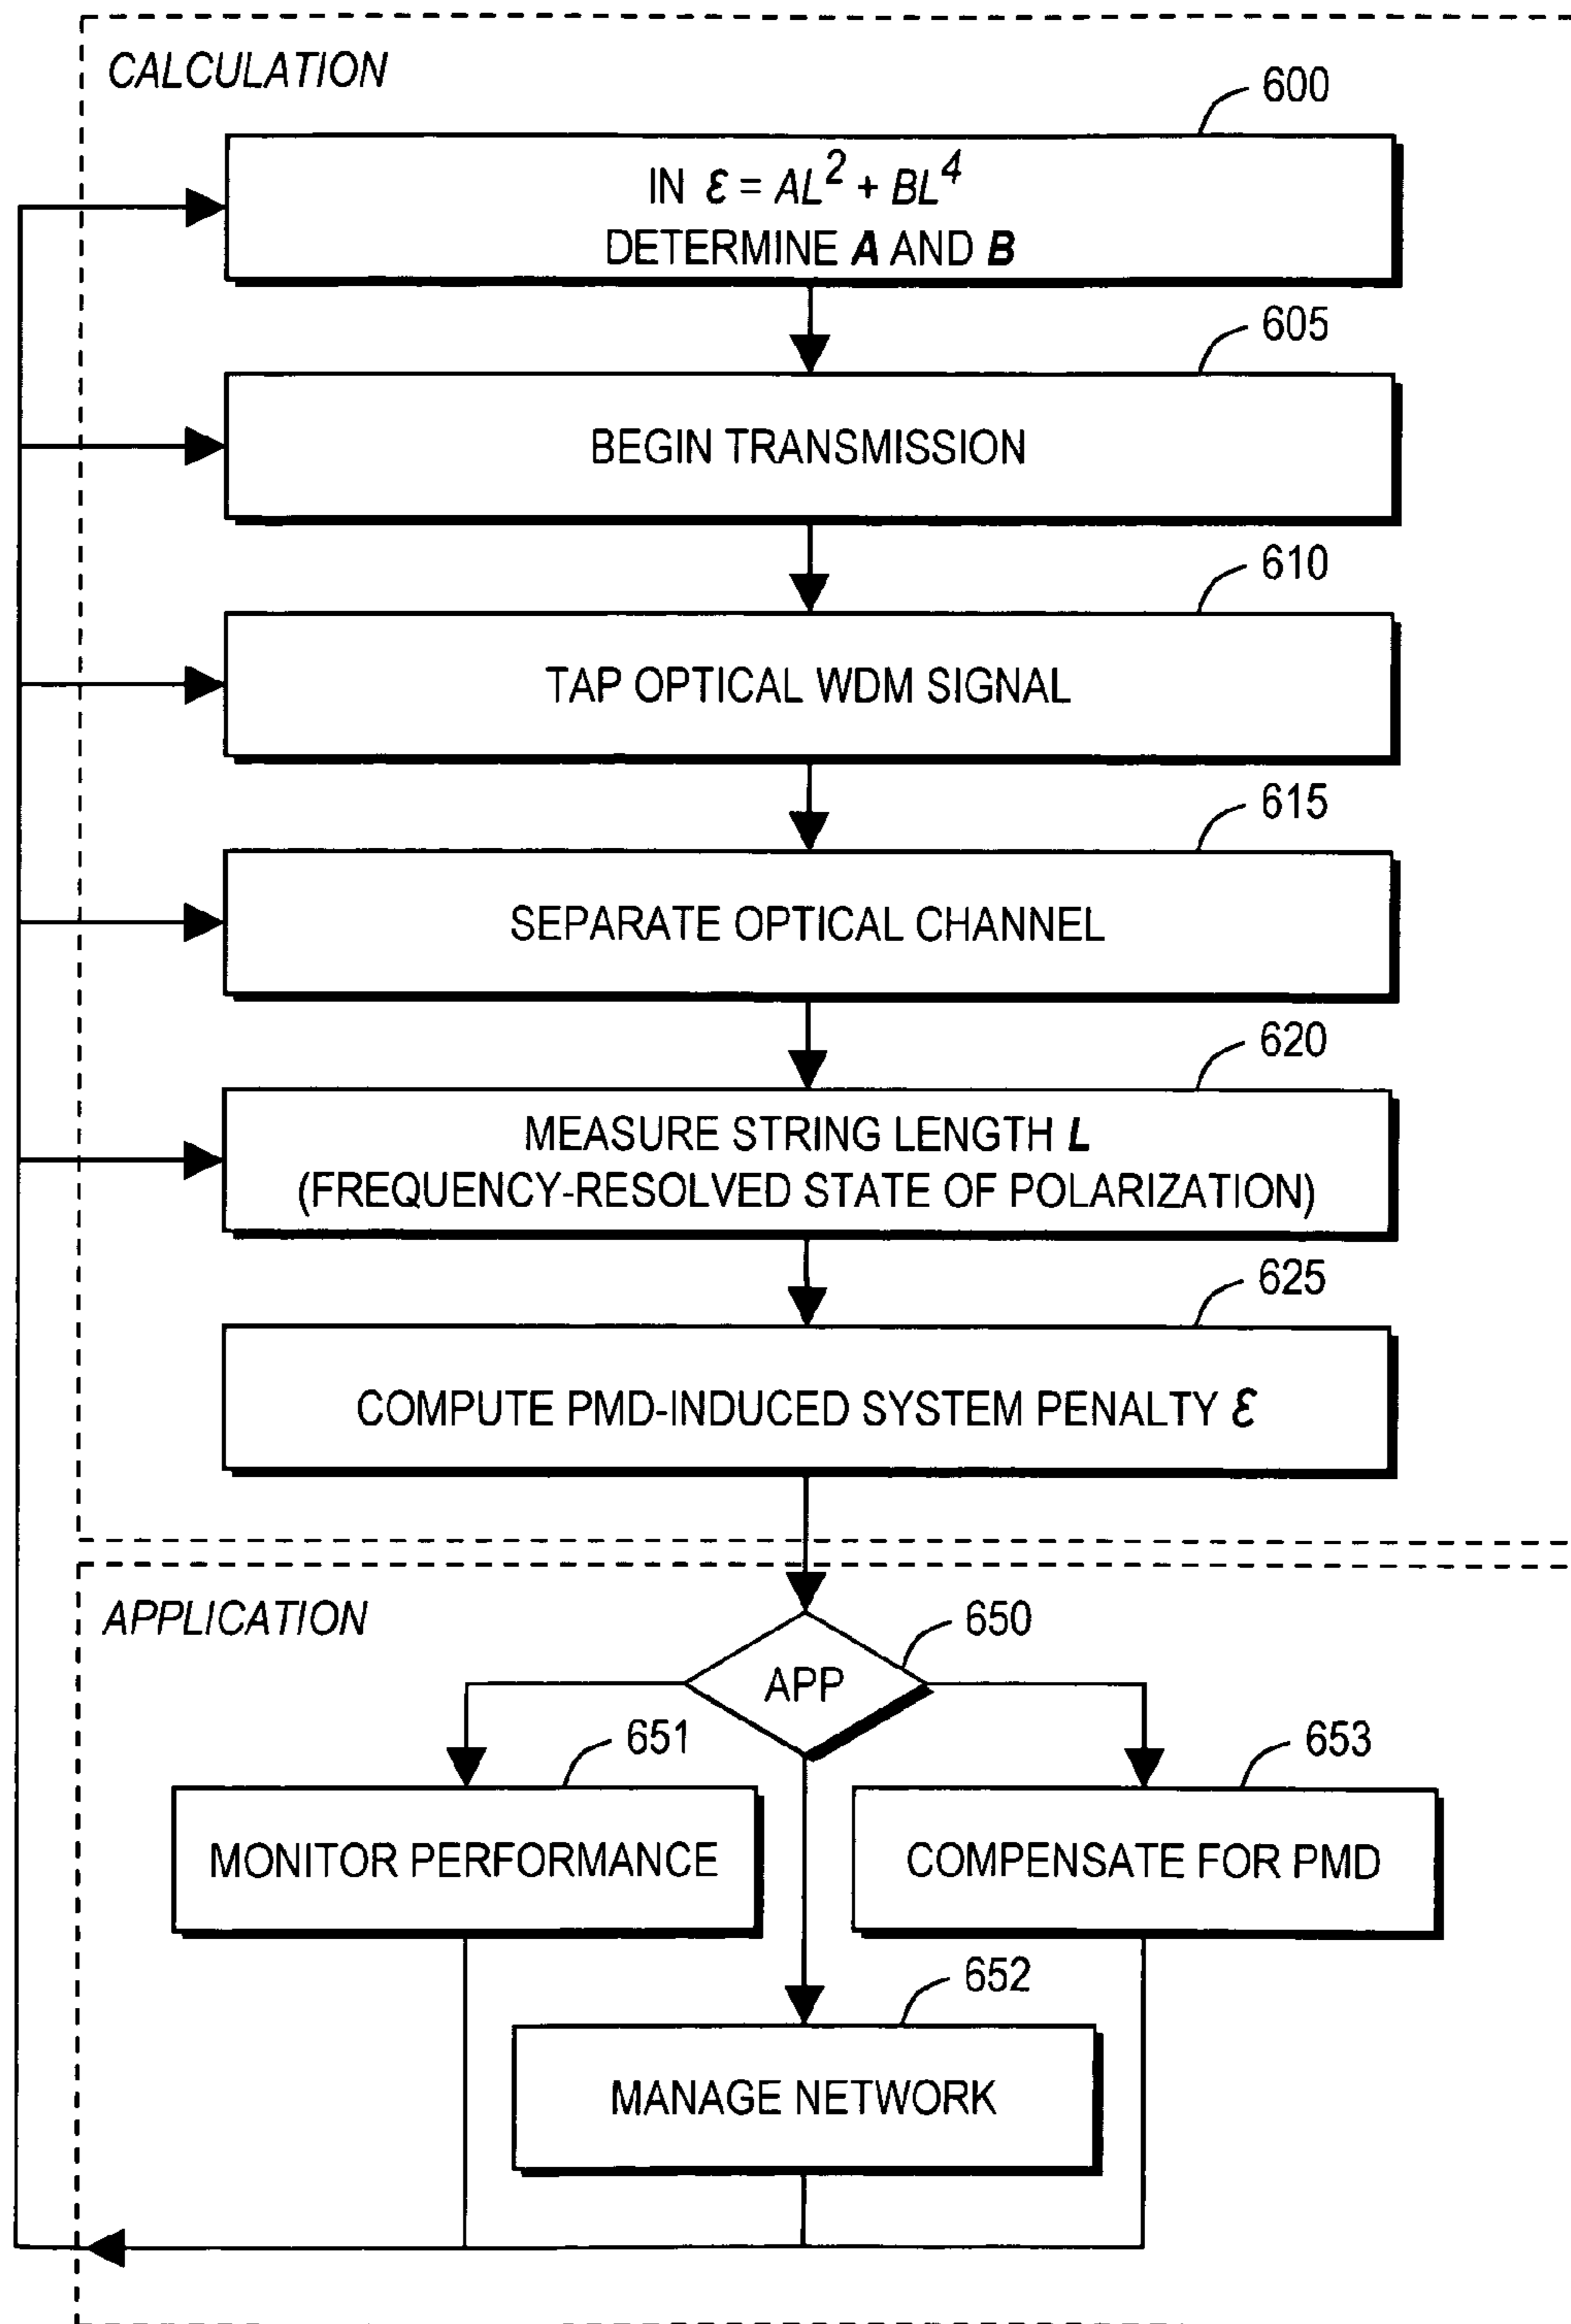 CALCULATION
600
IN ε = AL² + BL⁴
DETERMINE A AND B
605
BEGIN TRANSMISSION
610
TAP OPTICAL WDM SIGNAL
615
SEPARATE OPTICAL CHANNEL
620
MEASURE STRING LENGTH L
(FREQUENCY-RESOLVED STATE OF POLARIZATION)
625
COMPUTE PMD-INDUCED SYSTEM PENALTY ε
APPLICATION
650
APP
651
653
MONITOR PERFORMANCE
COMPENSATE FOR PMD
652
MANAGE NETWORK